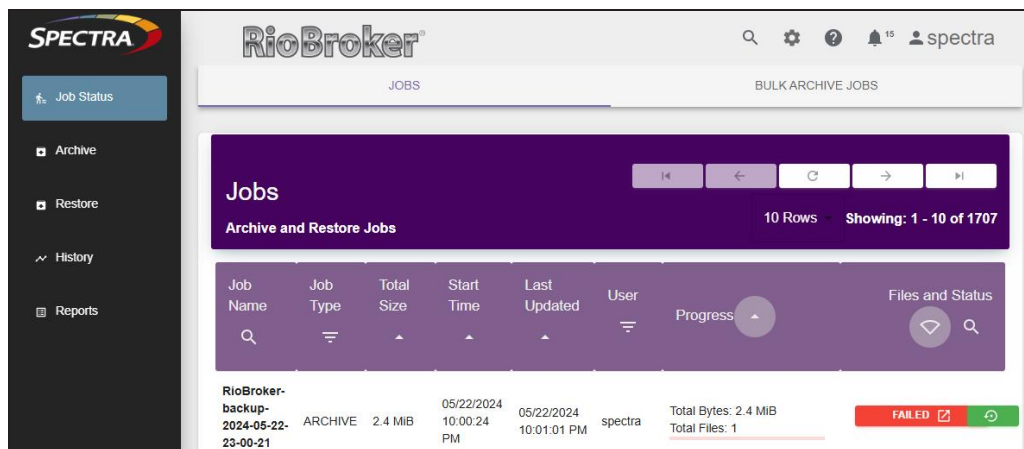 SPECTRA
RioBroker®
15 spectra
Job Status
Archive
Restore
History
Reports
JOBS
BULK ARCHIVE JOBS
Jobs
Archive and Restore Jobs
10 Rows
Showing: 1 - 10 of 1707
Job
Name
Job
Type
Total
Size
Start
Time
Last
Updated
User
Progress
Files and Status
RioBroker-
backup-
2024-05-22-
23-00-21
ARCHIVE
2.4 MiB
05/22/2024
10:00:24
PM
05/22/2024
10:01:01 PM
spectra
Total Bytes: 2.4 MiB
Total Files: 1
FAILED